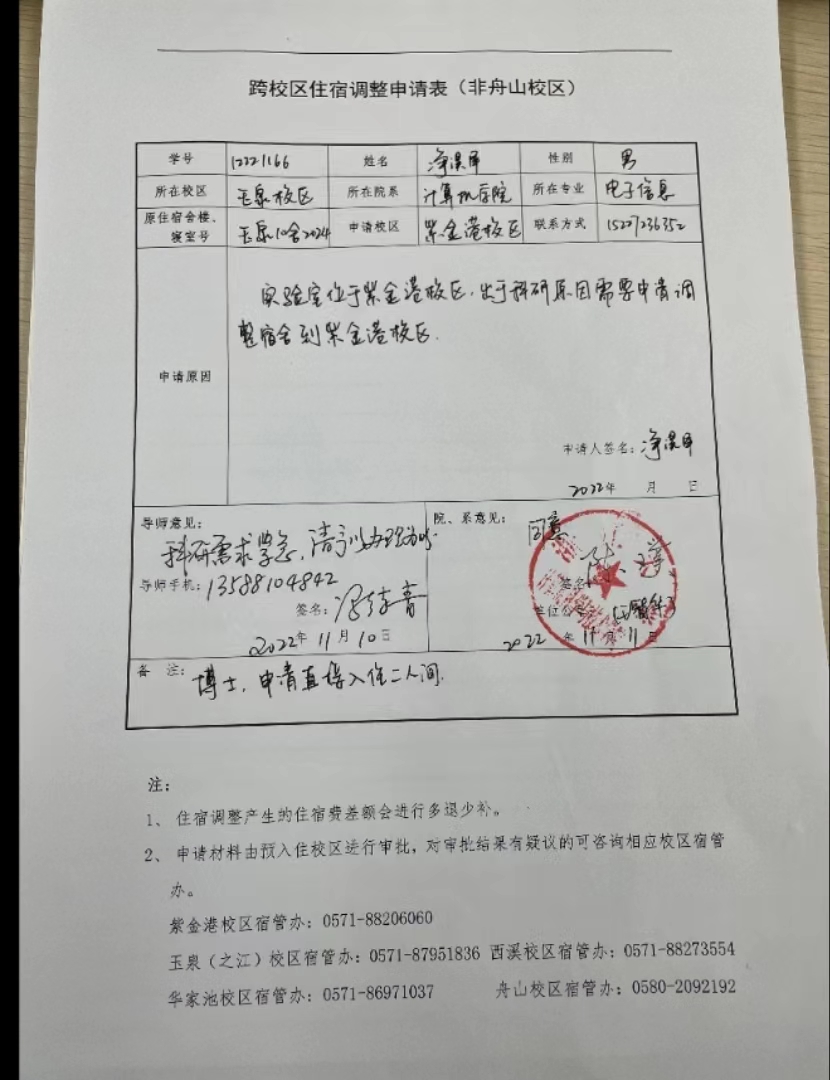 跨校区住宿调整申请表（非舟山校区）
学号 12221166 姓名 性别 男
所在校区 玉泉校区 所在院系 计算机学院 所在专业 电子信息
原住宿舍楼、寝室号 玉泉10舍2024 申请校区 紫金港校区 联系方式 15207236352
申请原因
实验室位于紫金港校区，出于科研原因需要申请调
整宿舍到紫金港校区.
申请人签名：
2022年 月 日
导师意见：
科研需求紧急，请予以办理为盼.
导师手机：13588104842
签名：
2022年11月10日
院、系意见： 同意
签名
单位公
2022年11月11日
备 注： 博士，申请直接入住二人间.
注：
1、住宿调整产生的住宿费差额会进行多退少补。
2、申请材料由预入住校区进行审批，对审批结果有疑议的可咨询相应校区宿管
办。
紫金港校区宿管办：0571-88206060
玉泉（之江）校区宿管办：0571-87951836 西溪校区宿管办：0571-88273554
华家池校区宿管办：0571-86971037 舟山校区宿管办：0580-2092192